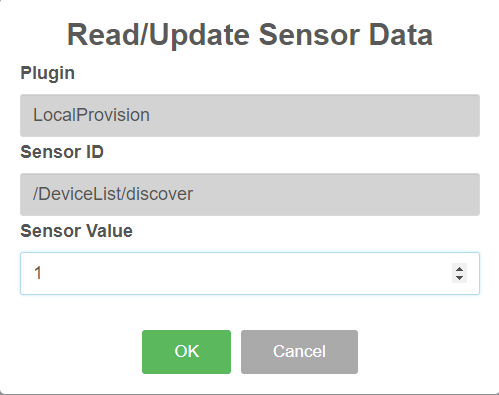 Read/Update Sensor Data
Plugin
LocalProvision
Sensor ID
/DeviceList/discover
Sensor Value
1
OK Cancel